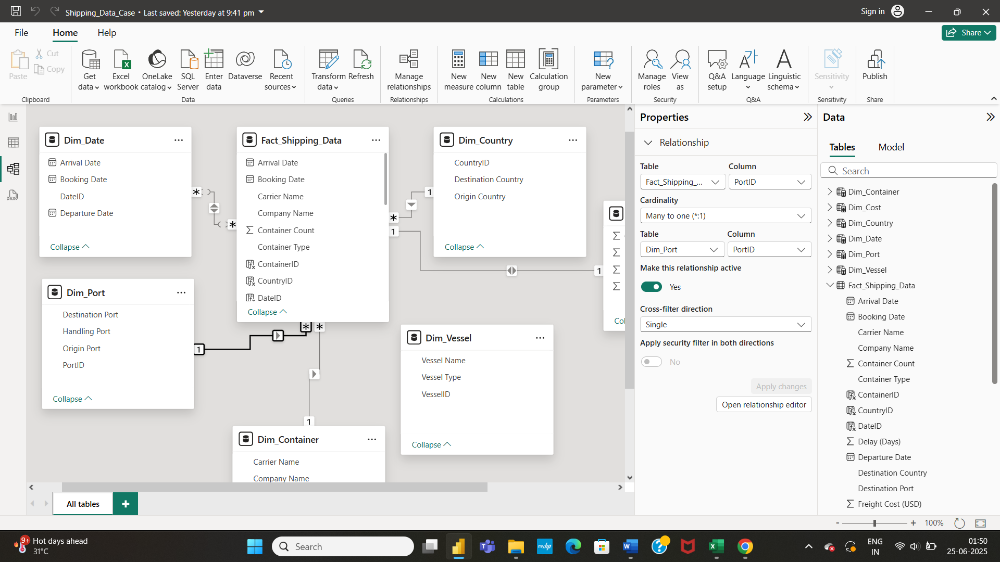 Shipping_Data_Case • Last saved: Yesterday at 9:41 pm
Sign in
File
Home
Help
Share
Paste
Cut
Copy
Clipboard
Get data
Excel workbook
OneLake catalog
SQL Server
Enter data
Dataverse
Recent sources
Data
Transform data
Refresh
Queries
Manage relationships
Relationships
New measure
New column
New table
Calculation group
Calculations
New parameter
Parameters
Manage roles
View as
Security
Q&A setup
Language
Linguistic schema
Q&A
Sensitivity
Sensitivity
Publish
Share
DAX
Dim_Date
Arrival Date
Booking Date
DateID
Departure Date
Collapse
*
*
Fact_Shipping_Data
Arrival Date
Booking Date
Carrier Name
Company Name
Container Count
Container Type
ContainerID
CountryID
DateID
Collapse
1
*
1
1
Dim_Country
CountryID
Destination Country
Origin Country
Collapse
Col
Dim_Port
Destination Port
Handling Port
Origin Port
PortID
Collapse
1
* *
1
Dim_Container
Carrier Name
Company Name
Dim_Vessel
Vessel Name
Vessel Type
VesselID
Collapse
All tables
+
Properties
Relationship
Table
Column
Fact_Shipping_...
PortID
Cardinality
Many to one (*:1)
Table
Column
Dim_Port
PortID
Make this relationship active
Yes
Cross-filter direction
Single
Apply security filter in both directions
No
Apply changes
Open relationship editor
Data
Tables
Model
Search
Dim_Container
Dim_Cost
Dim_Country
Dim_Date
Dim_Port
Dim_Vessel
Fact_Shipping_Data
Arrival Date
Booking Date
Carrier Name
Company Name
Container Count
Container Type
ContainerID
CountryID
DateID
Delay (Days)
Departure Date
Destination Country
Destination Port
Freight Cost (USD)
- + 100%
9+
Hot days ahead
31°C
Search
myhp
ENG
IN
01:50
25-06-2025